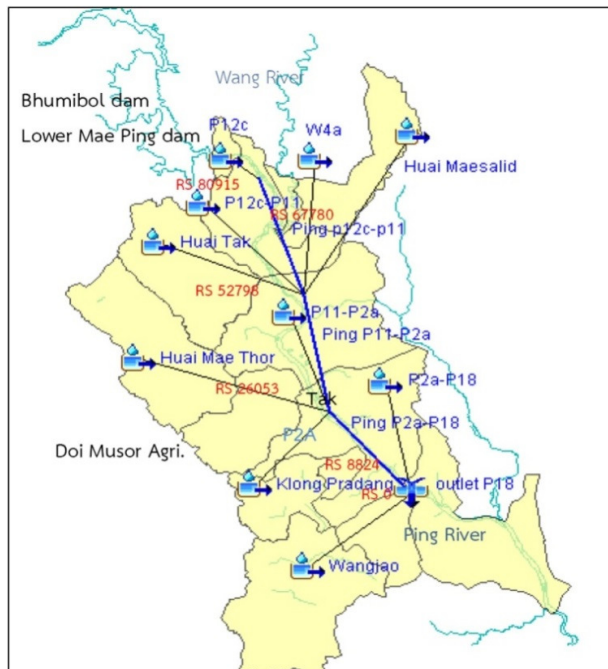 Wang River
Bhumibol dam
P12c
W4a
Lower Mae Ping dam
Huai Maesalid
RS 80915
P12c-P11
RS 67780
Ping p12c-p11
Huai Tak
RS 52798
P11-P2a
Ping P11-P2a
Huai Mae Thor
RS 26053
P2a-P18
Tak
Ping P2a-P18
P2A
Doi Musor Agri.
RS 8824
Klong Pradang
outlet P18
RS 0
Ping River
Wangjao